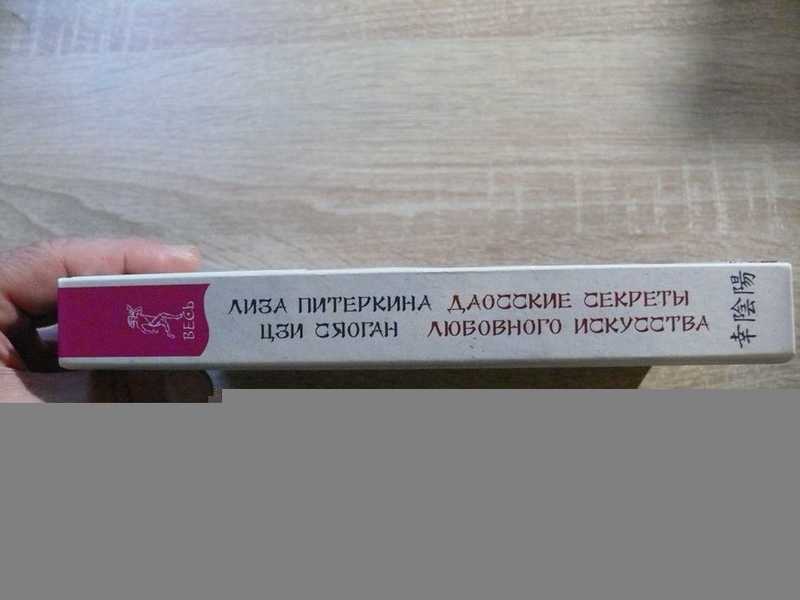 ВЕСЬ
ЛИЗА ПИТЕРКИНА
ЦЗИ СЯОГАН
ДАОССКИЕ СЕКРЕТЫ
ЛЮБОВНОГО ИСКУССТВА
幸陰陽